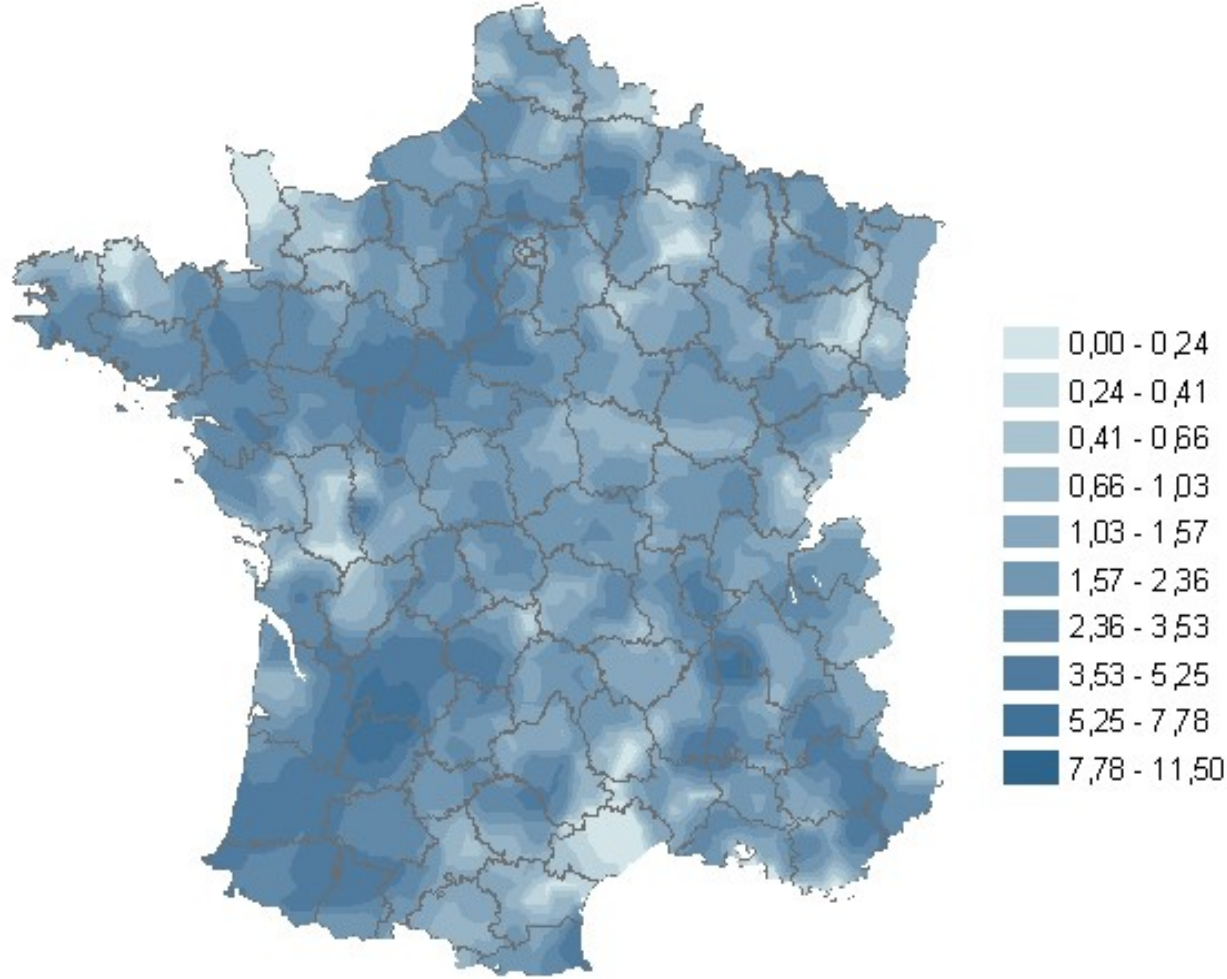 0,00 - 0,24
0,24 - 0,41
0,41 - 0,66
0,66 - 1,03
1,03 - 1,57
1,57 - 2,36
2,36 - 3,53
3,53 - 5,25
5,25 - 7,78
7,78 - 11,50